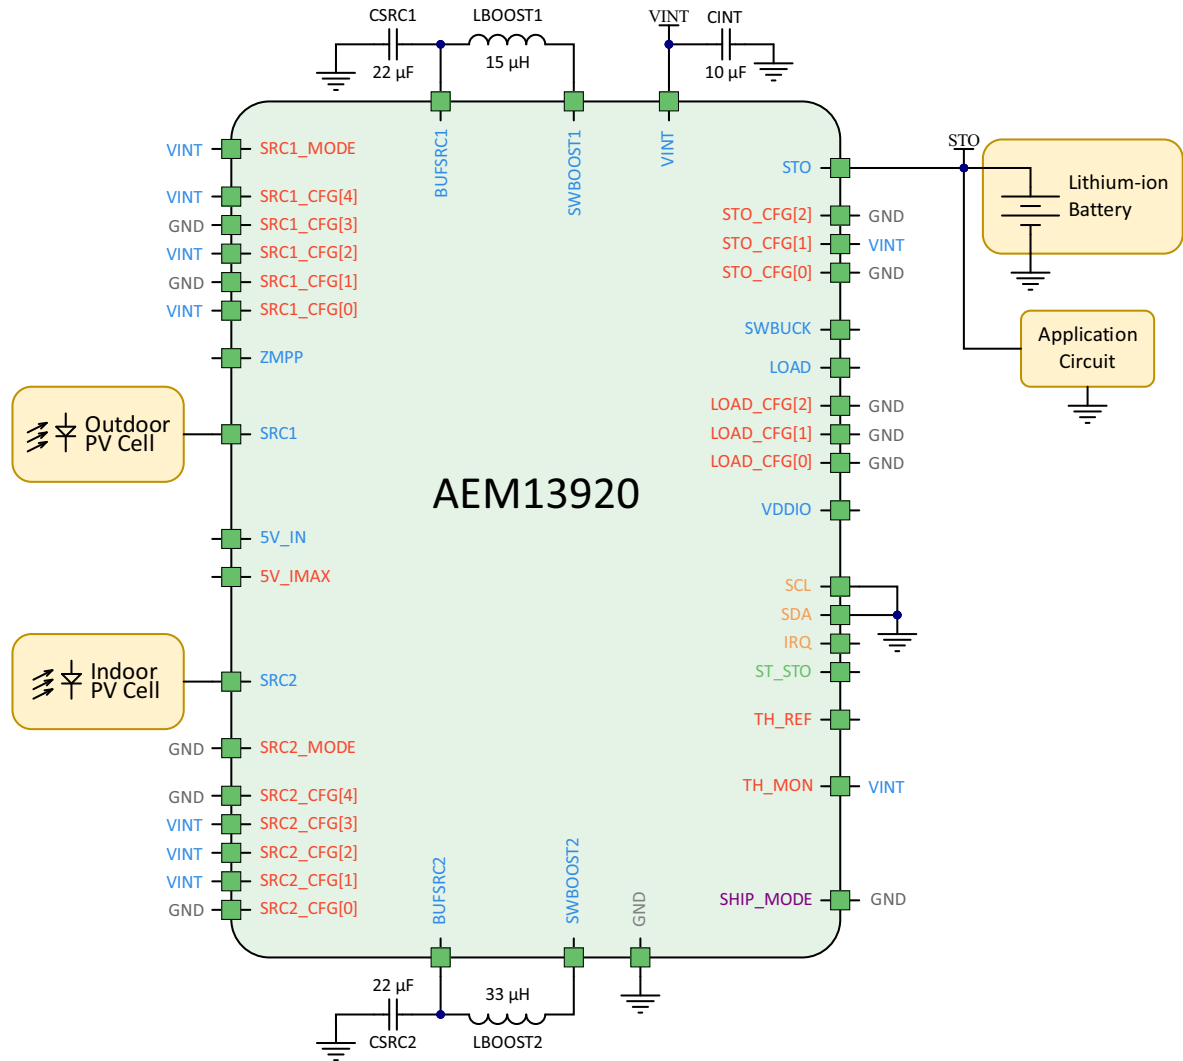 CSRC1
LBOOST1
VINT
CINT
22 µF
15 µH
10 µF
BUFSRC1
SWBOOST1
VINT
VINT SRC1_MODE
VINT SRC1_CFG[4]
GND SRC1_CFG[3]
VINT SRC1_CFG[2]
GND SRC1_CFG[1]
VINT SRC1_CFG[0]
ZMPP
Outdoor
PV Cell
SRC1
5V_IN
5V_IMAX
Indoor
PV Cell
SRC2
GND SRC2_MODE
GND SRC2_CFG[4]
VINT SRC2_CFG[3]
VINT SRC2_CFG[2]
VINT SRC2_CFG[1]
GND SRC2_CFG[0]
AEM13920
STO
STO
Lithium-ion
Battery
STO_CFG[2] GND
STO_CFG[1] VINT
STO_CFG[0] GND
SWBUCK
Application
Circuit
LOAD
LOAD_CFG[2] GND
LOAD_CFG[1] GND
LOAD_CFG[0] GND
VDDIO
SCL
SDA
IRQ
ST_STO
TH_REF
TH_MON VINT
SHIP_MODE GND
BUFSRC2
SWBOOST2
GND
22 µF
33 µH
CSRC2
LBOOST2